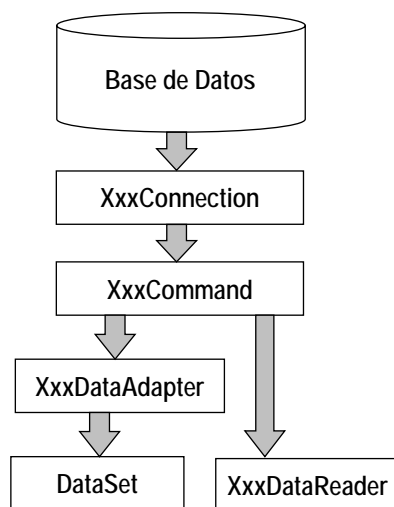 Base de Datos
XxxConnection
XxxCommand
XxxDataAdapter
DataSet
XxxDataReader